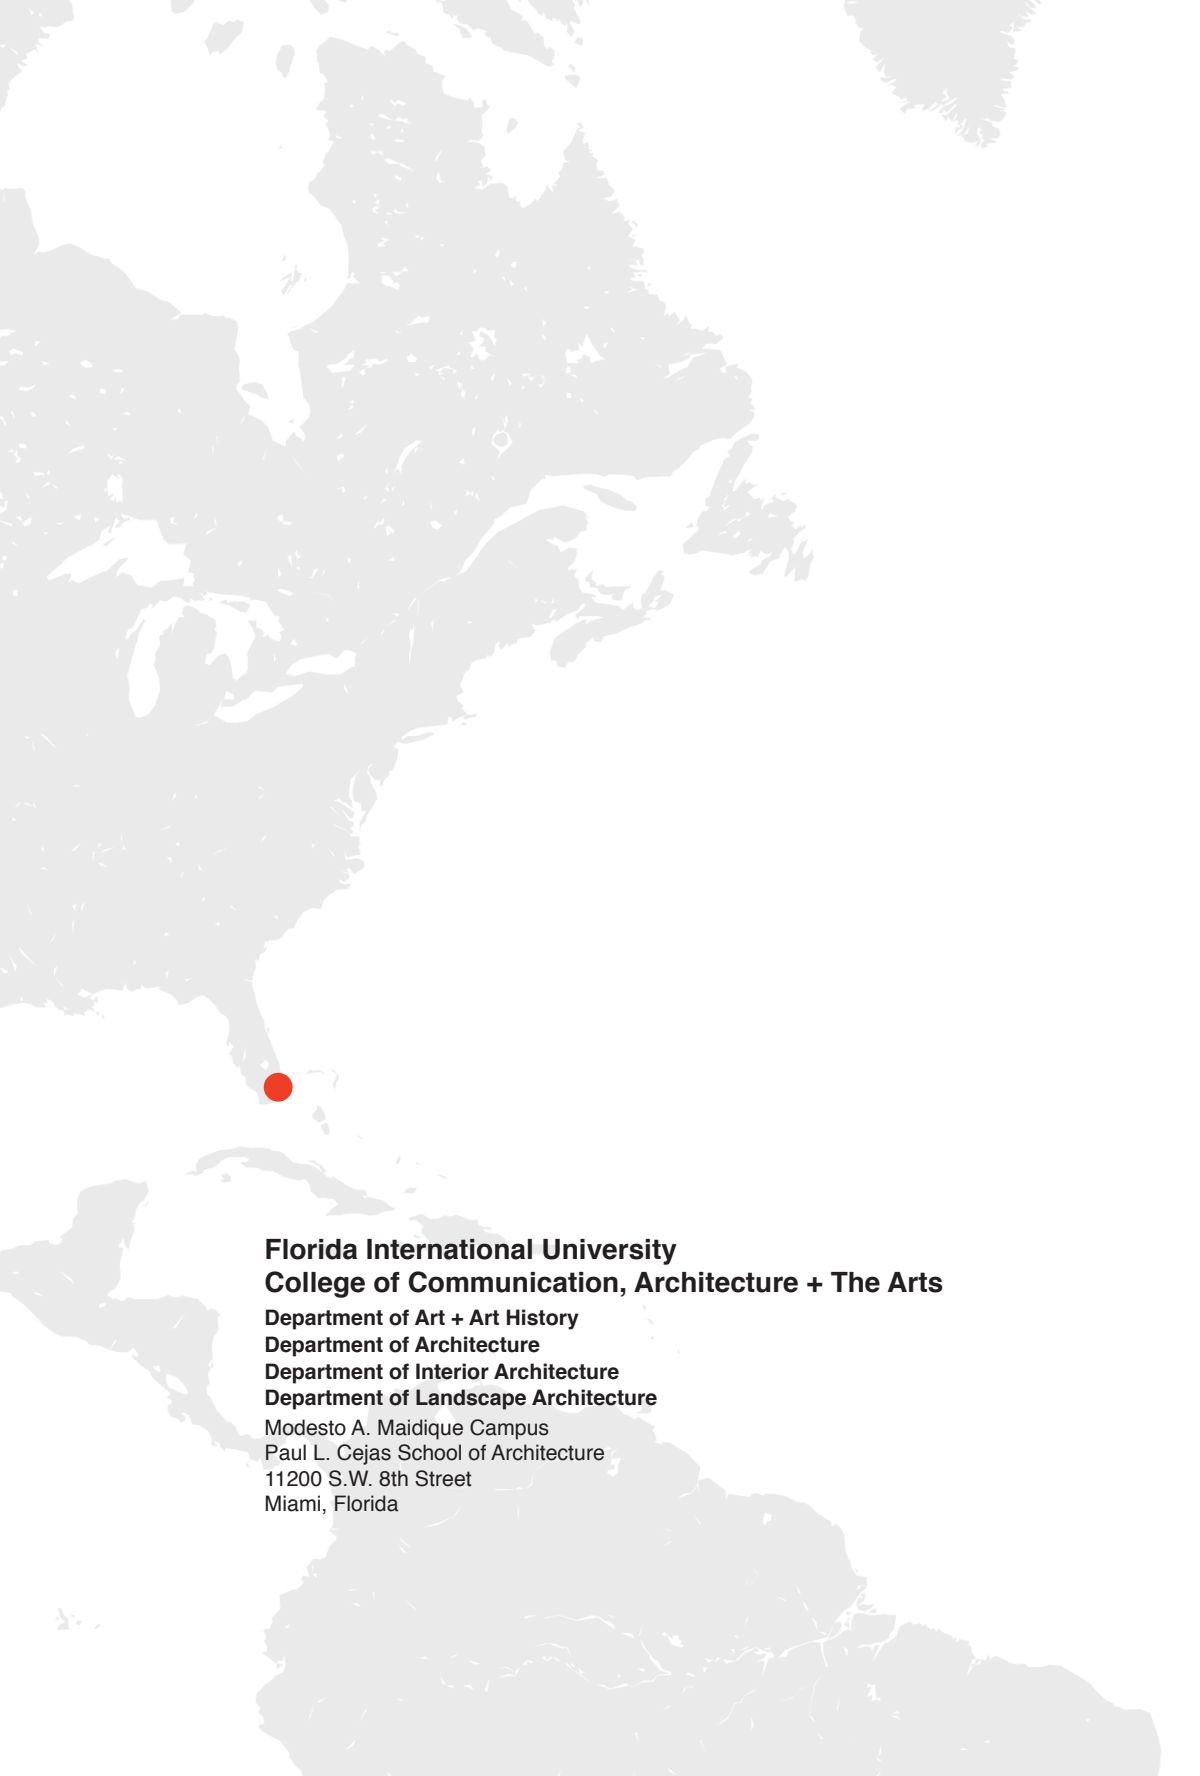 Florida International University
College of Communication, Architecture + The Arts
Department of Art + Art History
Department of Architecture
Department of Interior Architecture
Department of Landscape Architecture
Modesto A. Maidique Campus
Paul L. Cejas School of Architecture
11200 S.W. 8th Street
Miami, Florida